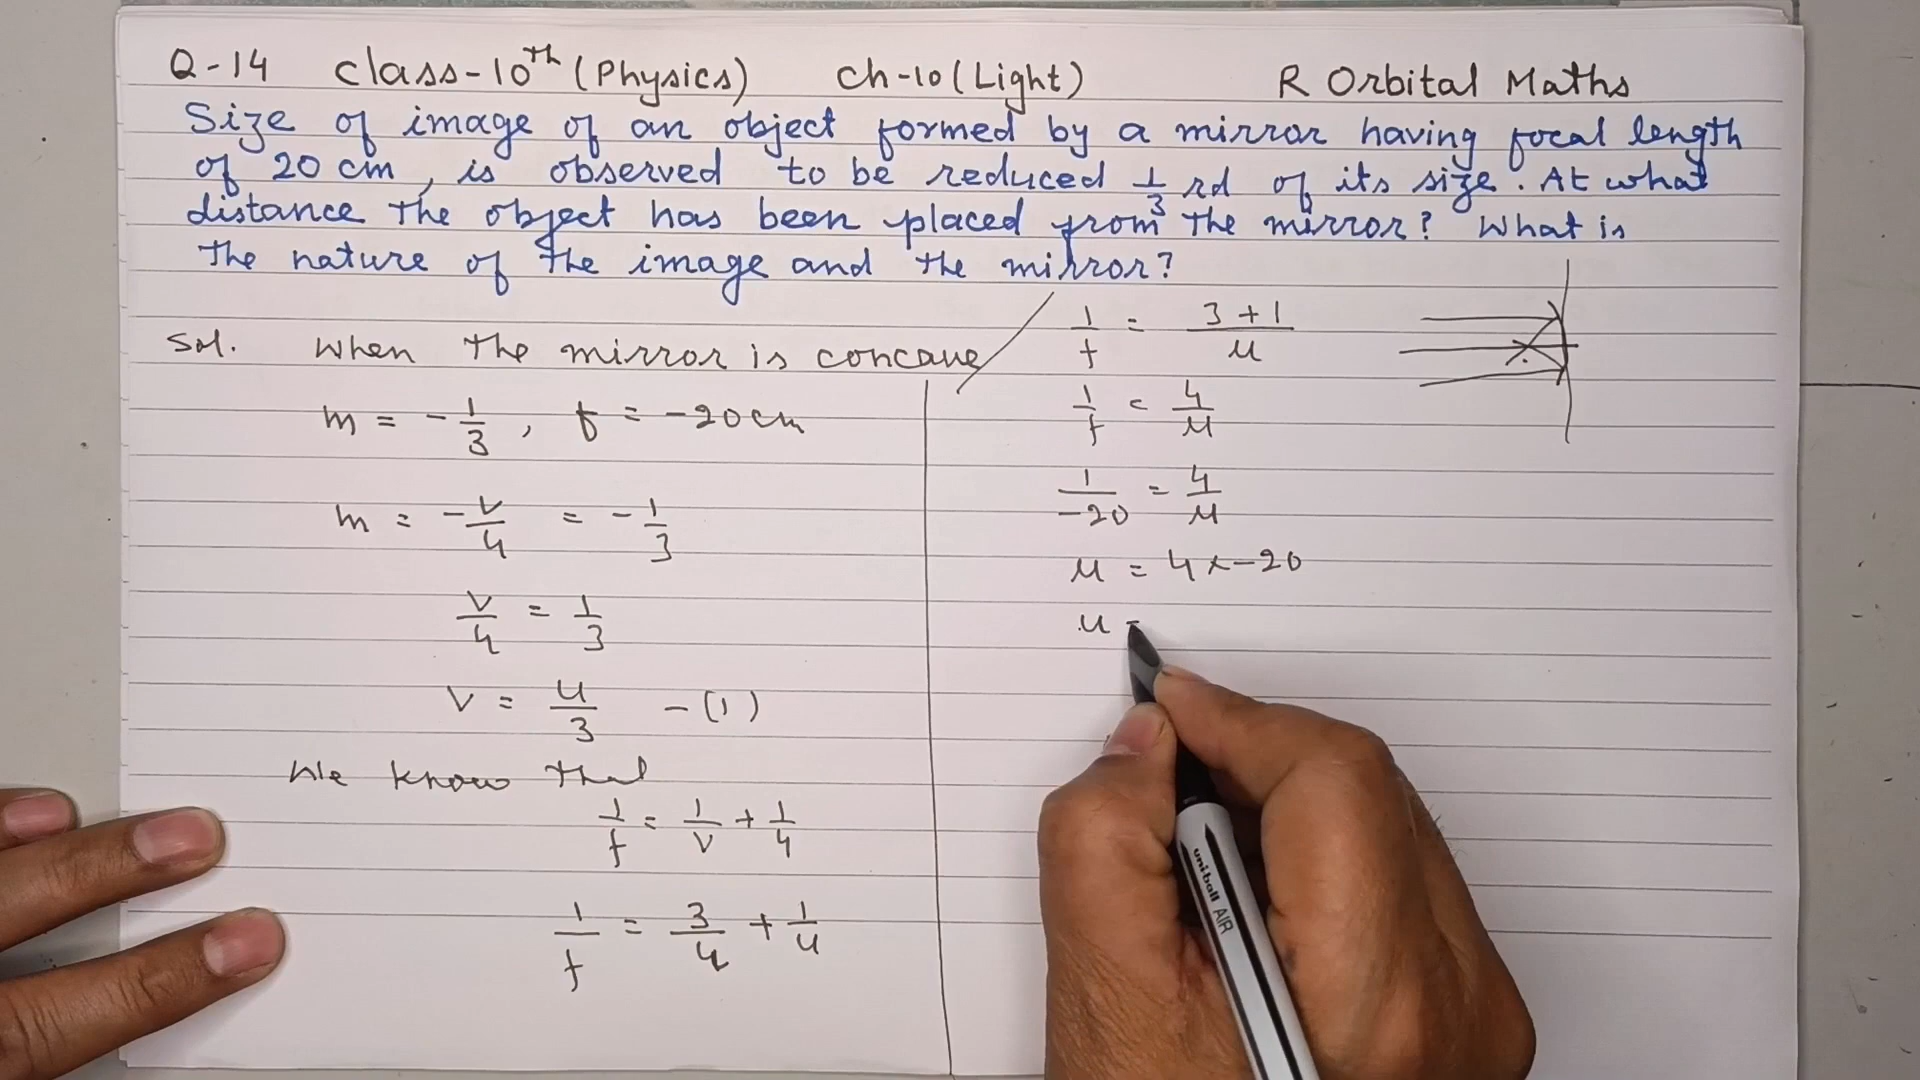 Q-14 Class-10th (Physics) Ch-10 (Light) R Orbital Maths
Size of image of an object formed by a mirror having focal length
of 20 cm, is observed to be reduced 1/3 rd of its size. At what
distance the object has been placed from the mirror? What is
the nature of the image and the mirror?
Sol. When the mirror is concave
m = -1/3, f = -20cm
m = -v/u = -1/3
v/u = 1/3
v = u/3 -(1)
We know that
1/f = 1/v + 1/u
1/f = 3/u + 1/u
1/f = 3+1/u
1/f = 4/u
1/-20 = 4/u
u = 4x-20
u =
uniball AIR